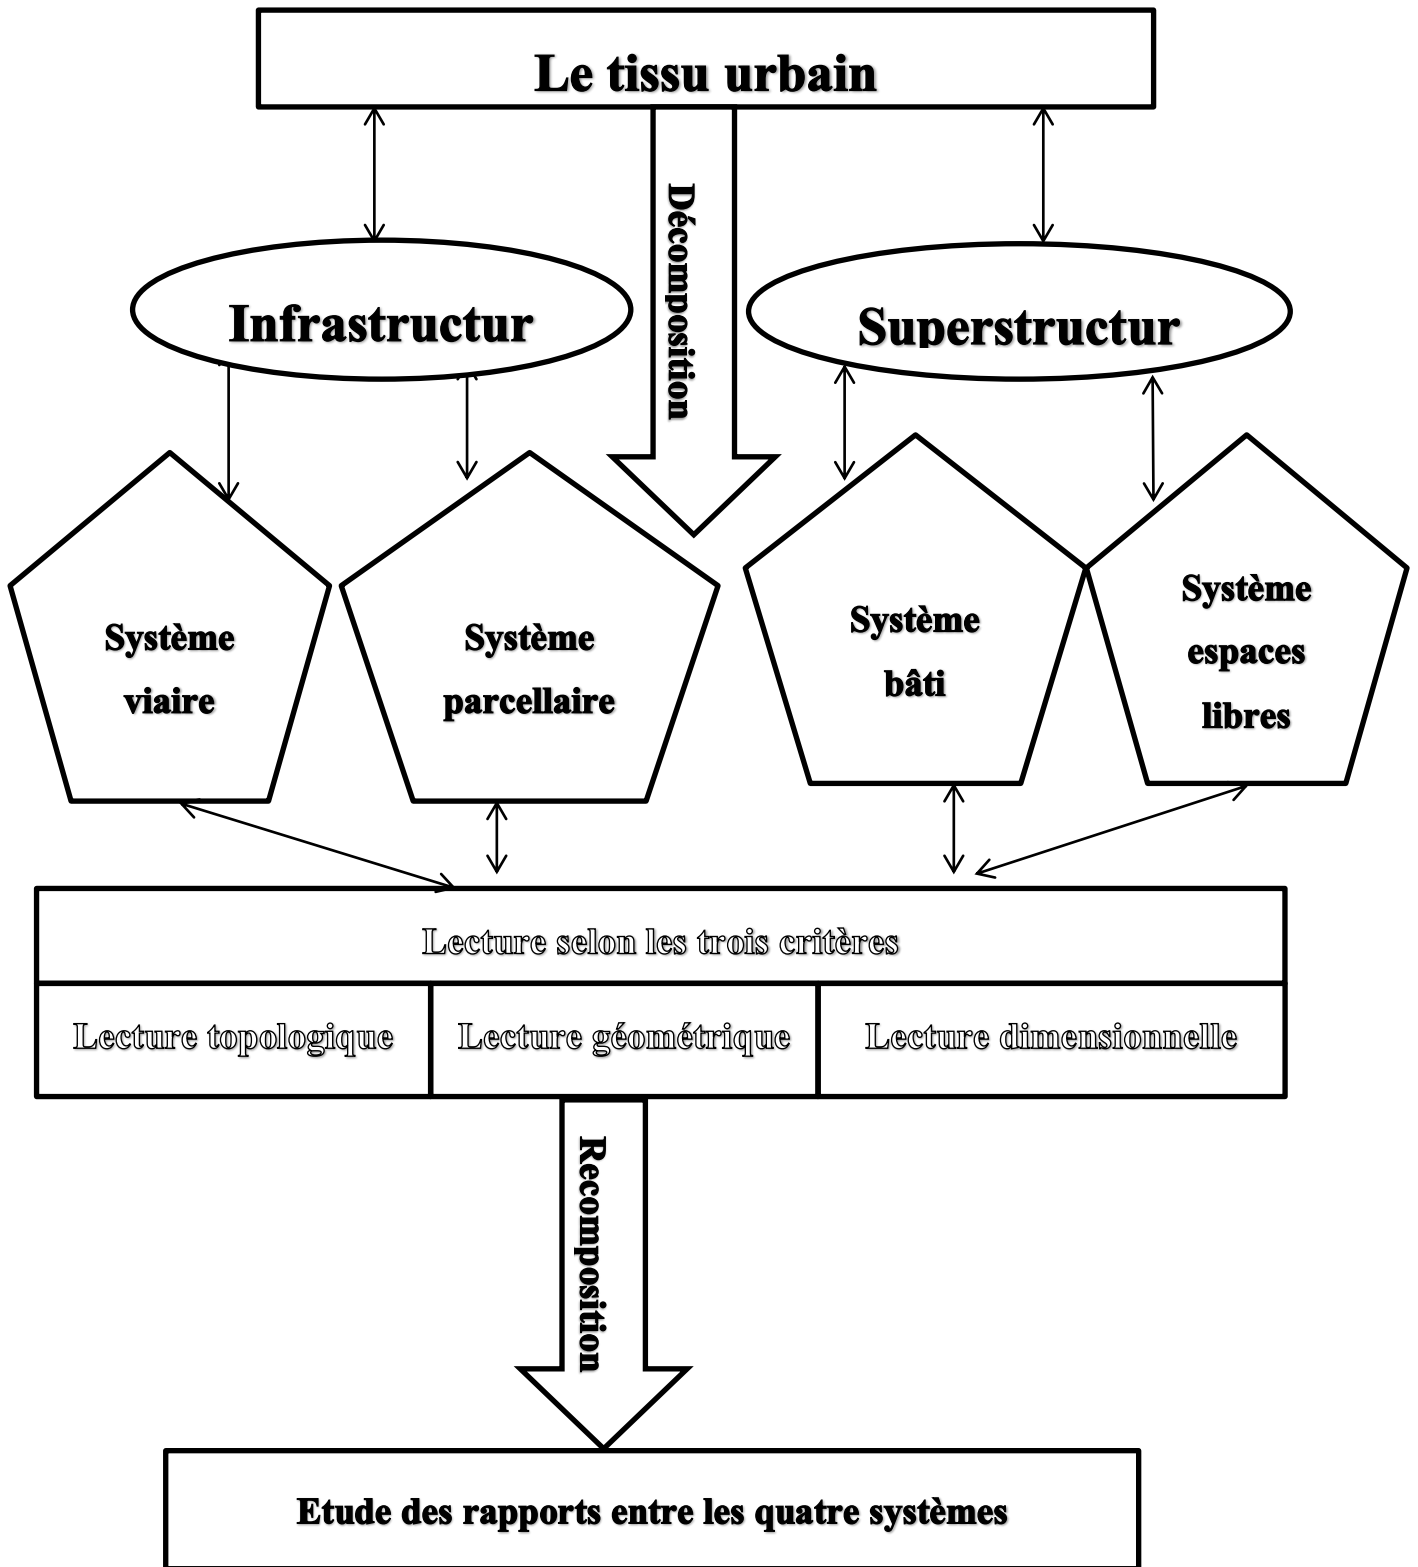 Le tissu urbain
Décomposition
Infrastructur
Superstructur
Système
viaire
Système
parcellaire
Système
bâti
Système
espaces
libres
Lecture selon les trois critères
Lecture topologique
Lecture géométrique
Lecture dimensionnelle
Recomposition
Etude des rapports entre les quatre systèmes